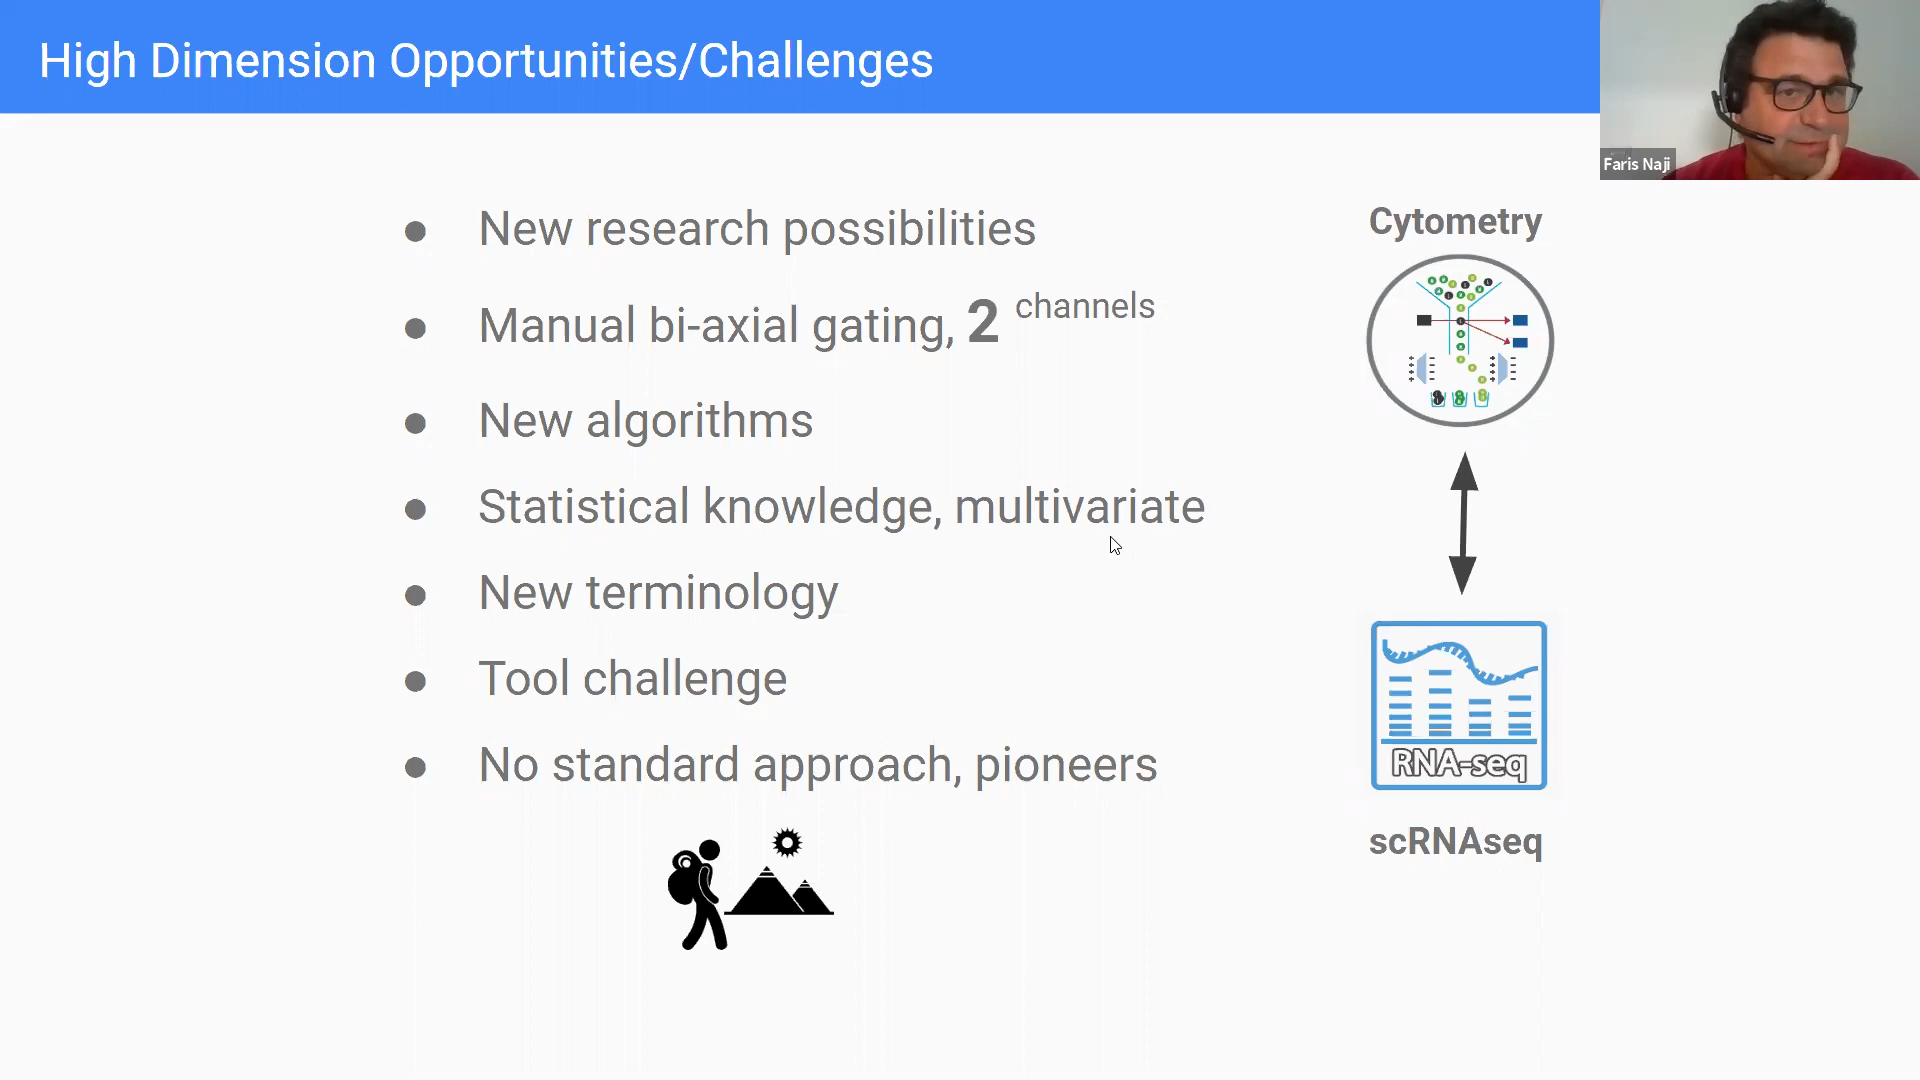 High Dimension Opportunities/Challenges
Faris Naji
● New research possibilities
● Manual bi-axial gating, 2 channels
● New algorithms
● Statistical knowledge, multivariate
● New terminology
● Tool challenge
● No standard approach, pioneers
Cytometry
RNA-seq
scRNAseq